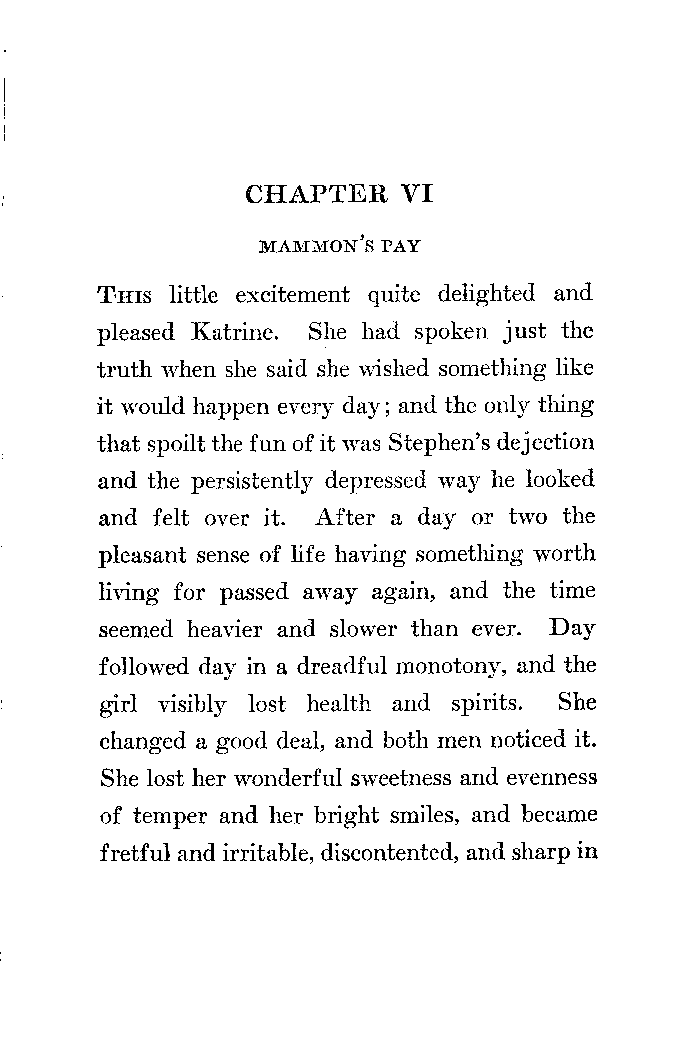 CHAPTER VI
MAMMON'S PAY
THIS little excitement quite delighted and
pleased Katrine. She had spoken just the
truth when she said she wished something like
it would happen every day; and the only thing
that spoilt the fun of it was Stephen's dejection
and the persistently depressed way he looked
and felt over it. After a day or two the
pleasant sense of life having something worth
living for passed away again, and the time
seemed heavier and slower than ever. Day
followed day in a dreadful monotony, and the
girl visibly lost health and spirits. She
changed a good deal, and both men noticed it.
She lost her wonderful sweetness and evenness
of temper and her bright smiles, and became
fretful and irritable, discontented, and sharp in